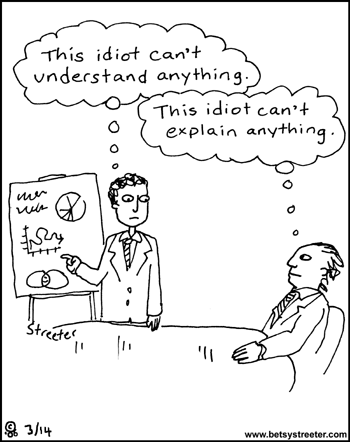 This idiot can't
understand anything.
This idiot can't
explain anything.
Streeter
3/14
www.betsystreeter.com